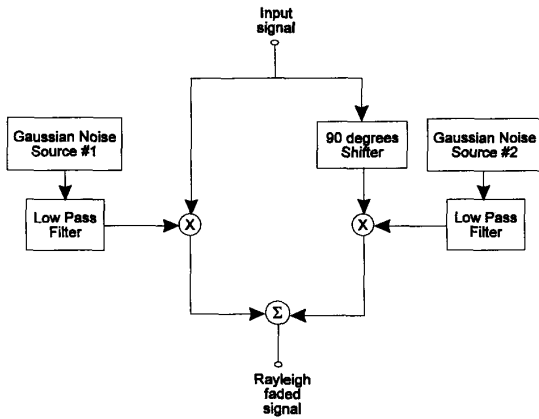 Input
signal
Gaussian Noise
Source #1
90 degrees
Shifter
Gaussian Noise
Source #2
Low Pass
Filter
X
X
Low Pass
Filter
Σ
Rayleigh
faded
signal